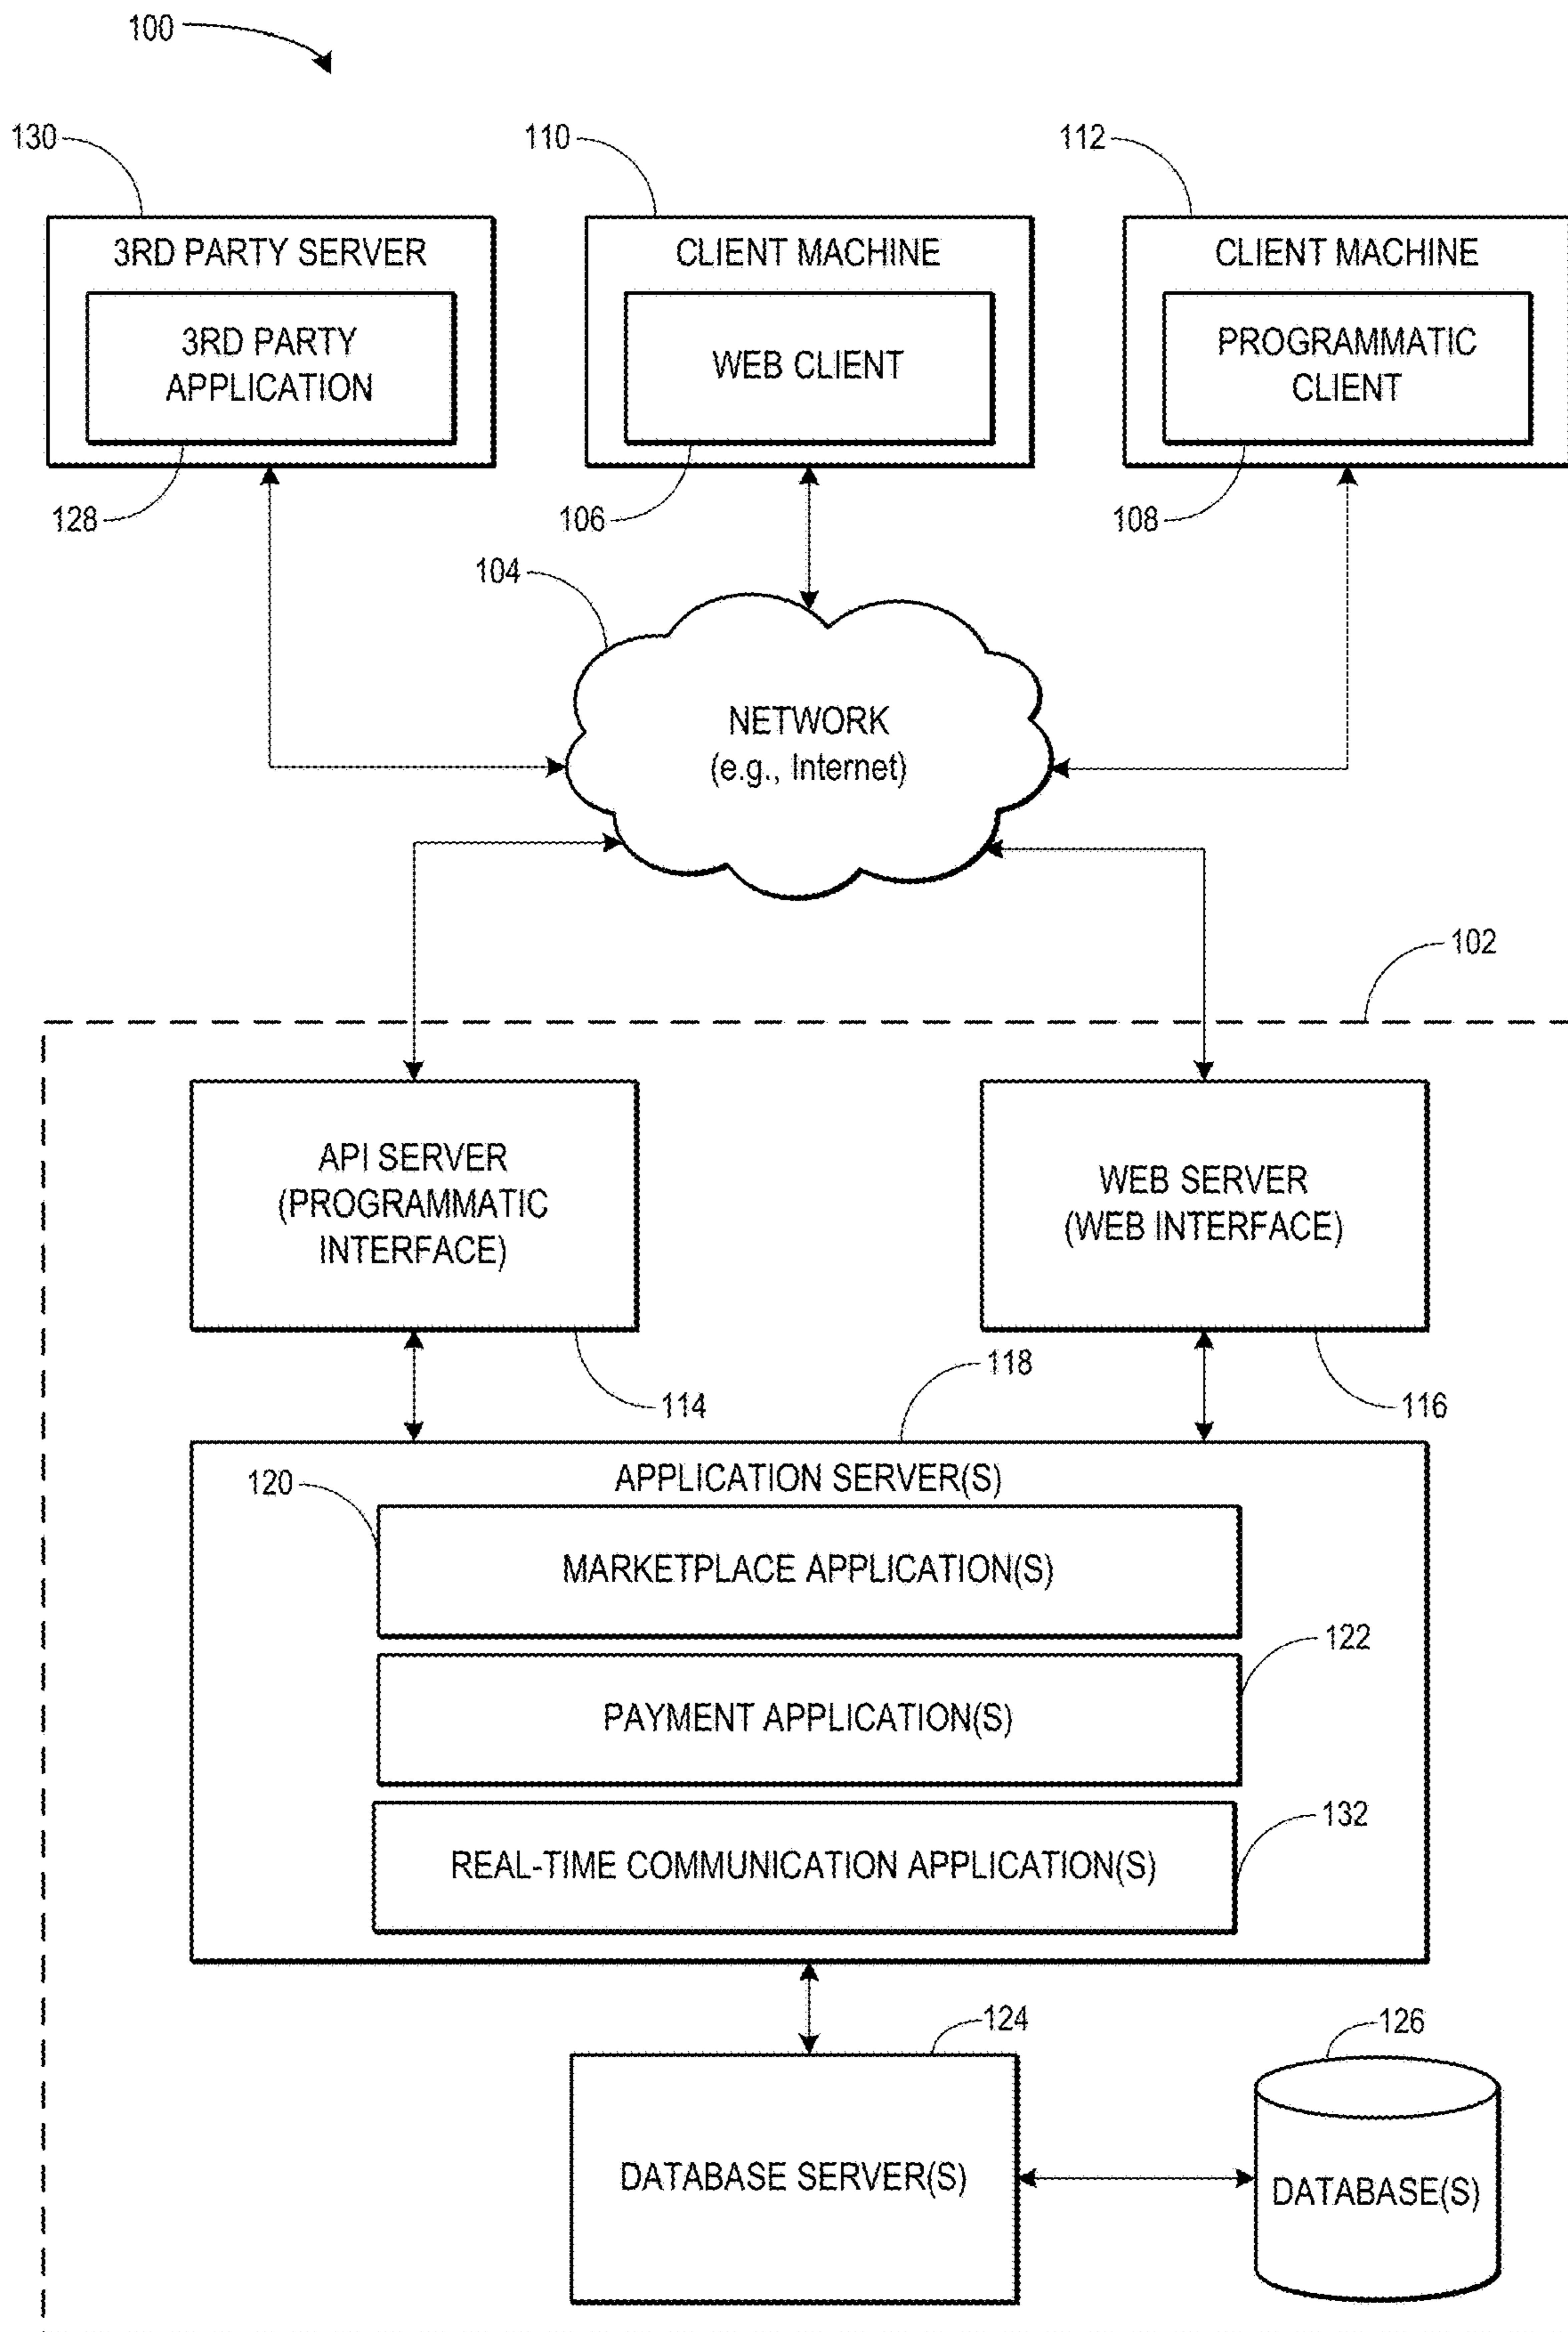 100
130
110
112
3RD PARTY SERVER
3RD PARTY
APPLICATION
CLIENT MACHINE
WEB CLIENT
CLIENT MACHINE
PROGRAMMATIC
CLIENT
128
106
108
104
NETWORK
(e.g., Internet)
102
API SERVER
(PROGRAMMATIC
INTERFACE)
WEB SERVER
(WEB INTERFACE)
114
118
116
APPLICATION SERVER(S)
120
MARKETPLACE APPLICATION(S)
122
PAYMENT APPLICATION(S)
132
REAL-TIME COMMUNICATION APPLICATION(S)
124
126
DATABASE SERVER(S)
DATABASE(S)